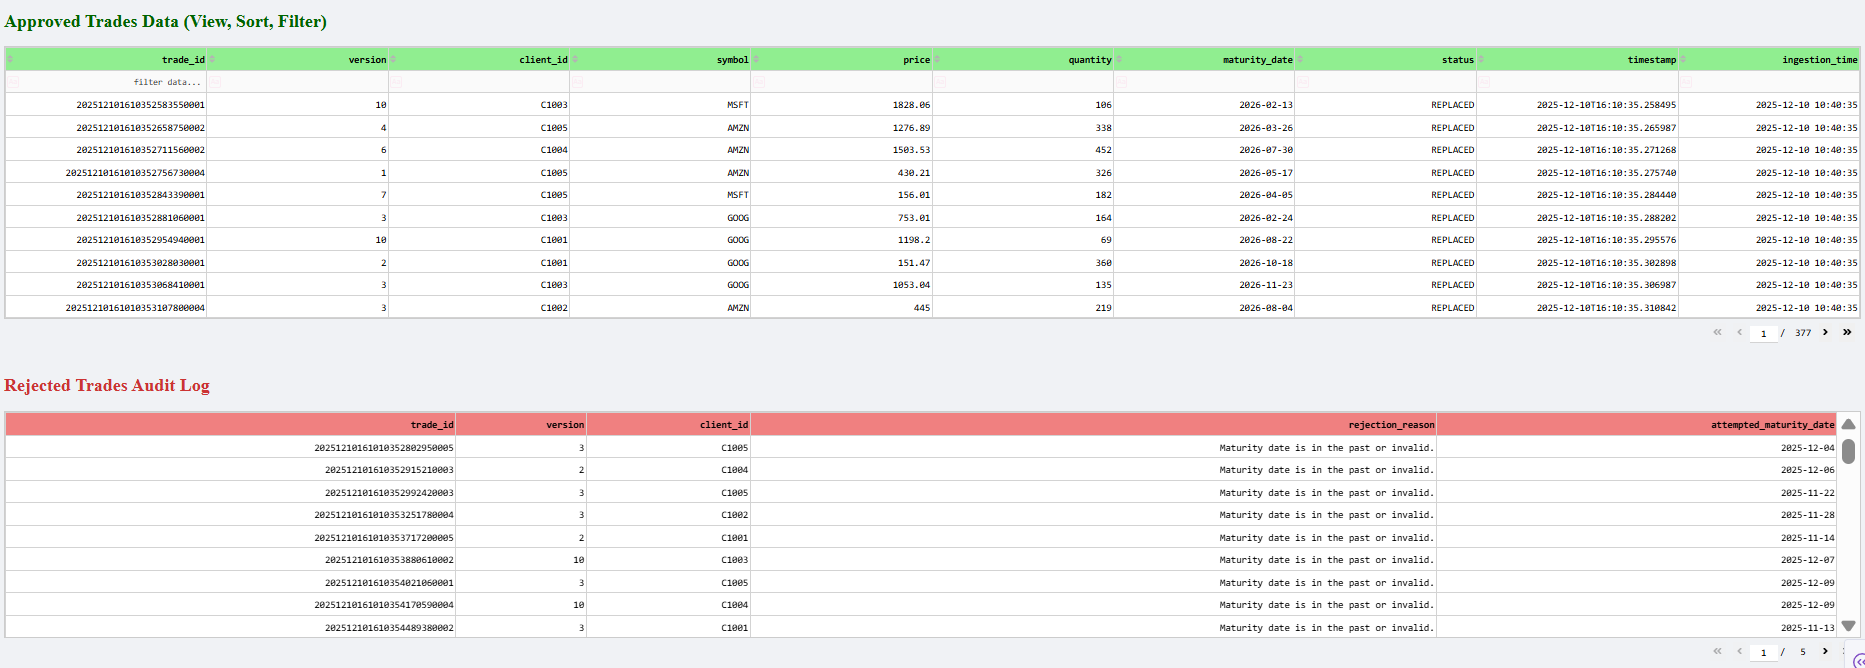 Approved Trades Data (View, Sort, Filter)
trade_id version client_id symbol price quantity maturity_date status timestamp ingestion_time
filter data...
202512101610352583550001 10 C1003 MSFT 1828.06 106 2026-02-13 REPLACED 2025-12-10T16:10:35.258495 2025-12-10 10:40:35
202512101610352658750002 4 C1005 AMZN 1276.89 338 2026-03-26 REPLACED 2025-12-10T16:10:35.265987 2025-12-10 10:40:35
202512101610352711560002 6 C1004 AMZN 1503.53 452 2026-07-30 REPLACED 2025-12-10T16:10:35.271268 2025-12-10 10:40:35
20251210161010352756730004 1 C1005 AMZN 430.21 326 2026-05-17 REPLACED 2025-12-10T16:10:35.275740 2025-12-10 10:40:35
202512101610352843390001 7 C1005 MSFT 156.01 182 2026-04-05 REPLACED 2025-12-10T16:10:35.284440 2025-12-10 10:40:35
202512101610352881060001 3 C1003 GOOG 753.01 164 2026-02-24 REPLACED 2025-12-10T16:10:35.288202 2025-12-10 10:40:35
202512101610352954940001 10 C1001 GOOG 1198.2 69 2026-08-22 REPLACED 2025-12-10T16:10:35.295576 2025-12-10 10:40:35
202512101610353028030001 2 C1001 GOOG 151.47 360 2026-10-18 REPLACED 2025-12-10T16:10:35.302898 2025-12-10 10:40:35
202512101610353068410001 3 C1003 GOOG 1053.04 135 2026-11-23 REPLACED 2025-12-10T16:10:35.306987 2025-12-10 10:40:35
20251210161010353107800004 3 C1002 AMZN 445 219 2026-08-04 REPLACED 2025-12-10T16:10:35.310842 2025-12-10 10:40:35
« ‹ 1 / 377 › »
Rejected Trades Audit Log
trade_id version client_id rejection_reason attempted_maturity_date
20251210161010352802950005 3 C1005 Maturity date is in the past or invalid. 2025-12-04
202512101610352915210003 2 C1004 Maturity date is in the past or invalid. 2025-12-06
202512101610352992420003 3 C1005 Maturity date is in the past or invalid. 2025-11-22
20251210161010353251780004 3 C1002 Maturity date is in the past or invalid. 2025-11-28
20251210161010353717200005 2 C1001 Maturity date is in the past or invalid. 2025-11-14
202512101610353880610002 10 C1003 Maturity date is in the past or invalid. 2025-12-07
202512101610354021060001 3 C1005 Maturity date is in the past or invalid. 2025-12-09
20251210161010354170590004 10 C1004 Maturity date is in the past or invalid. 2025-12-09
202512101610354489380002 3 C1001 Maturity date is in the past or invalid. 2025-11-13
« ‹ 1 / 5 ›